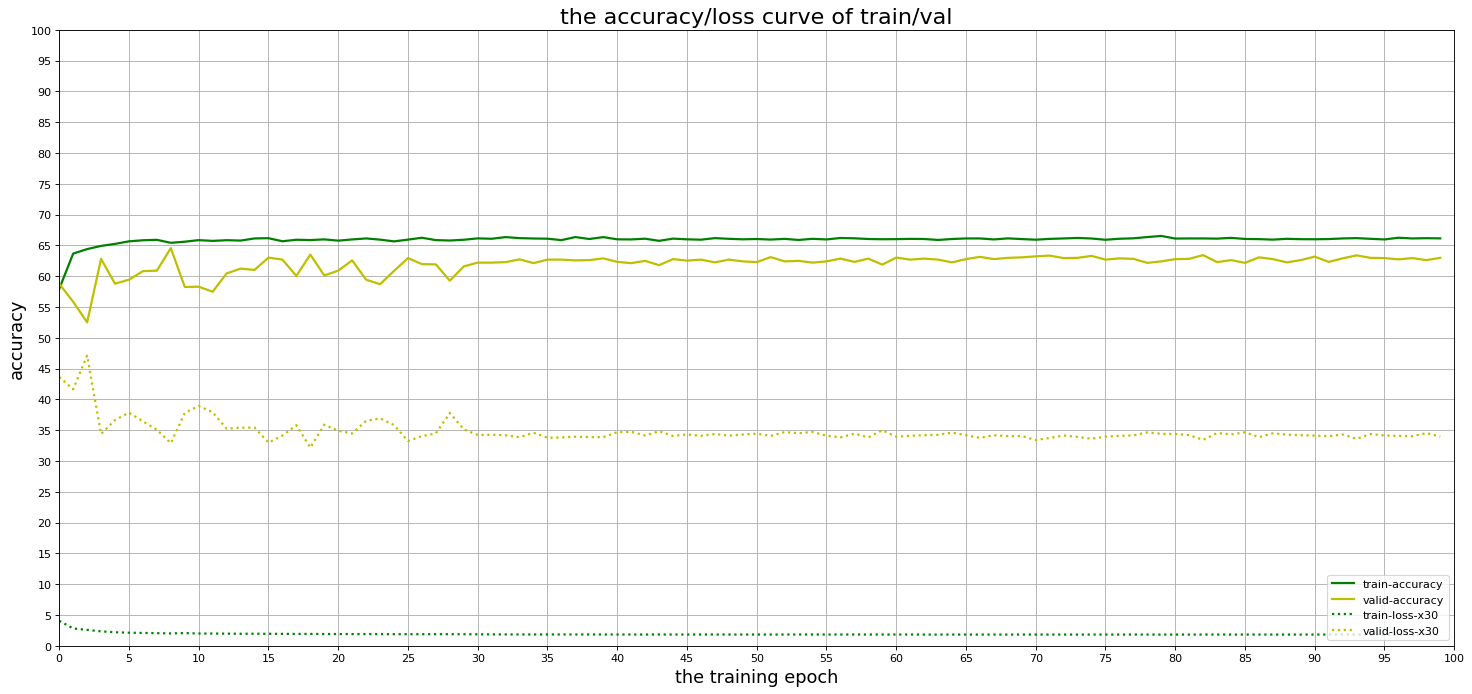 the accuracy/loss curve of train/val
100
95
90
85
80
75
70
65
60
55
50
45
40
35
30
25
20
15
10
5
0
accuracy
train-accuracy
valid-accuracy
train-loss-x30
valid-loss-x30
0 5 10 15 20 25 30 35 40 45 50 55 60 65 70 75 80 85 90 95 100
the training epoch